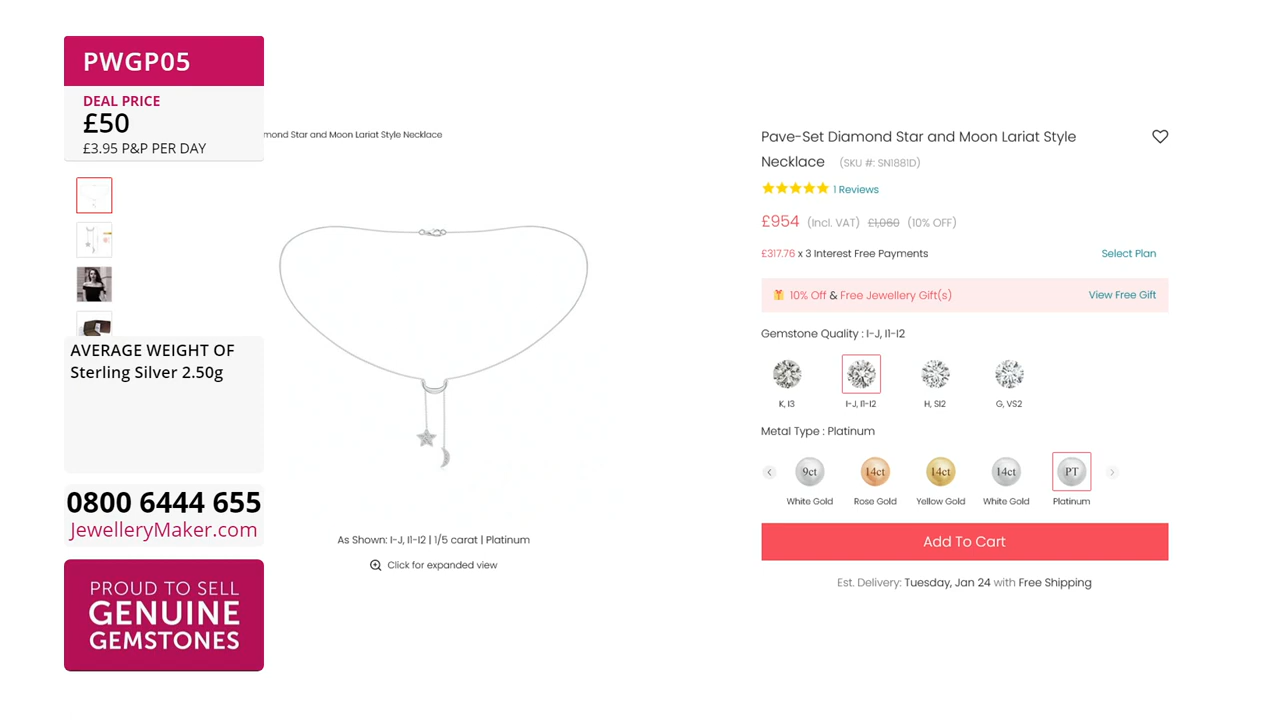 PWGP05
DEAL PRICE
£50
£3.95 P&P PER DAY
AVERAGE WEIGHT OF
Sterling Silver 2.50g
0800 6444 655
JewelleryMaker.com
PROUD TO SELL
GENUINE
GEMSTONES
mond Star and Moon Lariat Style Necklace
As Shown: I-J, I1-I2 | 1/5 carat | Platinum
Click for expanded view
Pave-Set Diamond Star and Moon Lariat Style
Necklace (SKU #: SN1881D)
1 Reviews
£954 (Incl. VAT) £1,060 (10% OFF)
£317.76 x 3 Interest Free Payments Select Plan
10% Off & Free Jewellery Gift(s) View Free Gift
Gemstone Quality : I-J, I1-I2
K, I3 I-J, I1-I2 H, SI2 G, VS2
Metal Type : Platinum
9ct 14ct 14ct 14ct PT
White Gold Rose Gold Yellow Gold White Gold Platinum
Add To Cart
Est. Delivery: Tuesday, Jan 24 with Free Shipping